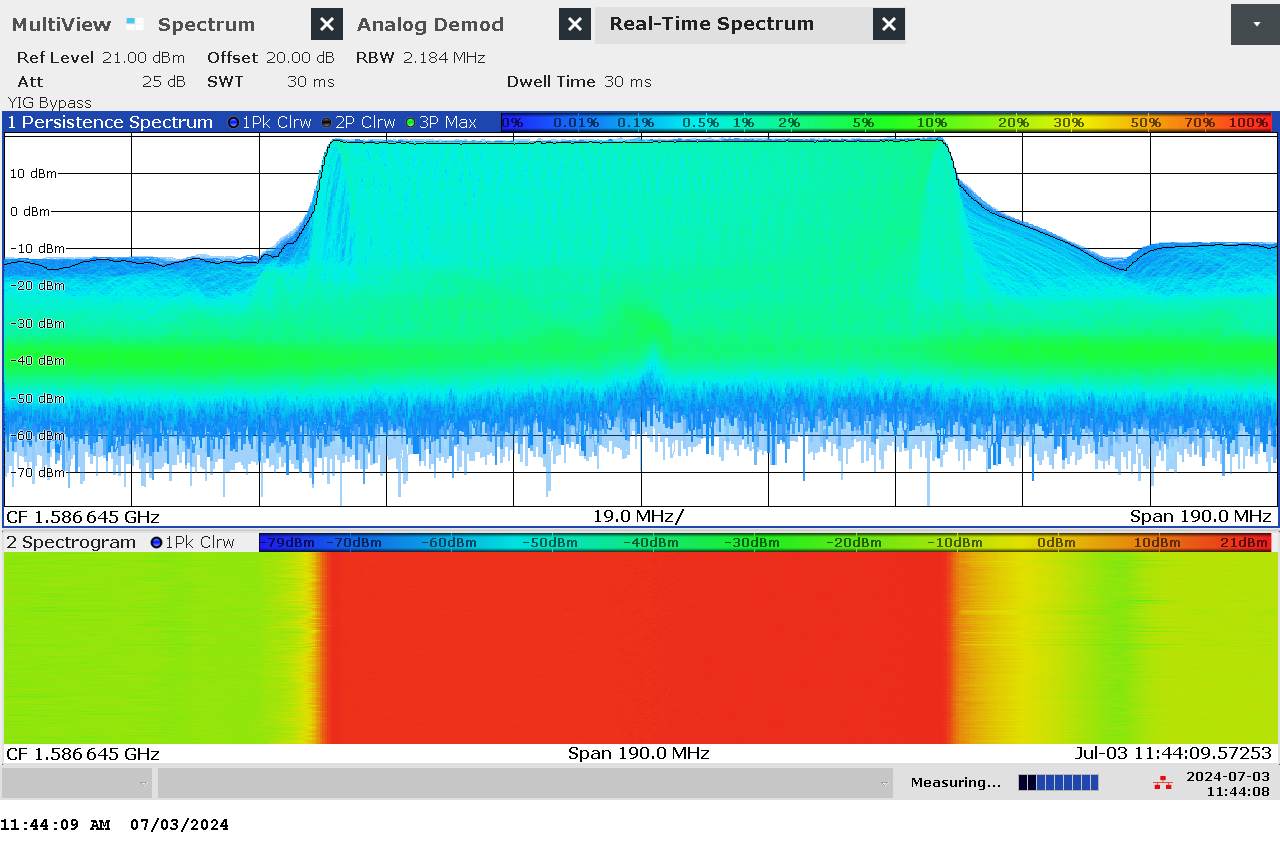 MultiView Spectrum Analog Demod Real-Time Spectrum
Ref Level 21.00 dBm Offset 20.00 dB RBW 2.184 MHz
Att 25 dB SWT 30 ms Dwell Time 30 ms
YIG Bypass
1 Persistence Spectrum 1Pk Clrw 2P Clrw 3P Max 0% 0.01% 0.1% 0.5% 1% 2% 5% 10% 20% 30% 50% 70% 100%
10 dBm
0 dBm
-10 dBm
-20 dBm
-30 dBm
-40 dBm
-50 dBm
-60 dBm
-70 dBm
CF 1.586 645 GHz 19.0 MHz/ Span 190.0 MHz
2 Spectrogram 1Pk Clrw -79dBm -70dBm -60dBm -50dBm -40dBm -30dBm -20dBm -10dBm 0dBm 10dBm 21dBm
CF 1.586 645 GHz Span 190.0 MHz Jul-03 11:44:09.57253
Measuring... 2024-07-03
11:44:08
11:44:09 AM 07/03/2024